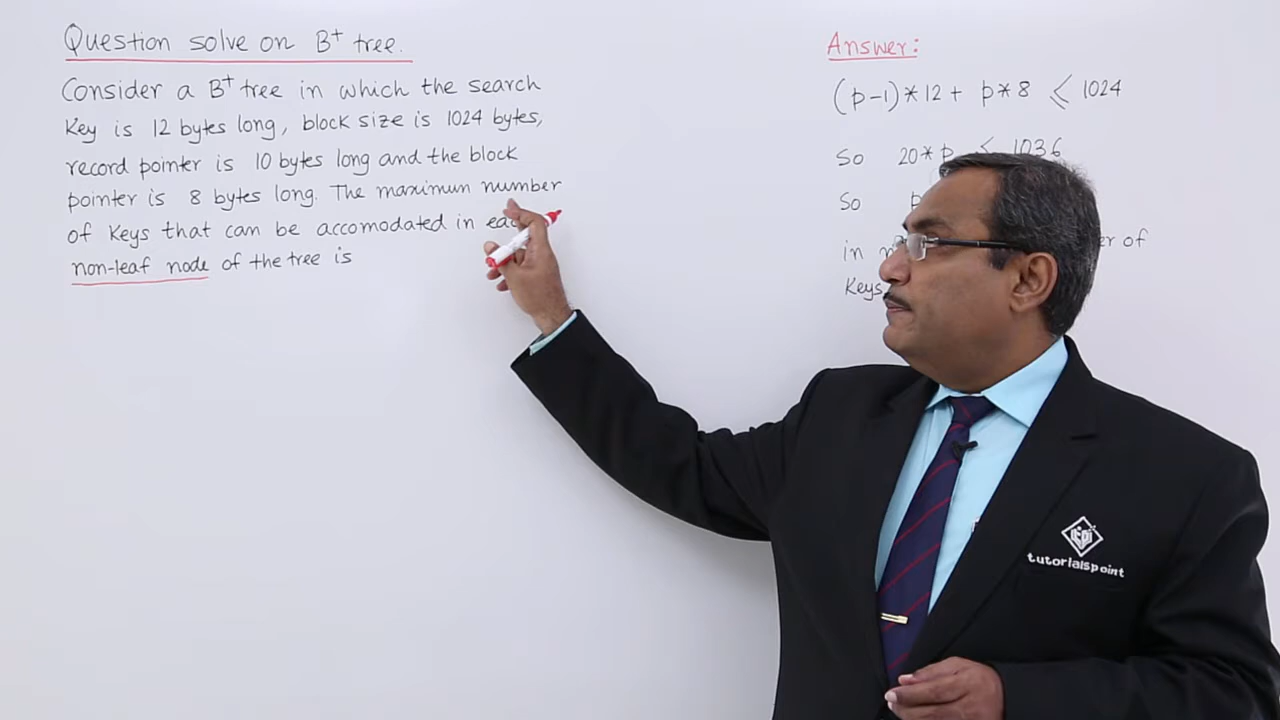 Question solve on B+ tree.
Consider a B+ tree in which the search
Key is 12 bytes long, block size is 1024 bytes,
record pointer is 10 bytes long and the block
pointer is 8 bytes long. The maximum number
of Keys that can be accomodated in
non-leaf node of the tree is
Answer:
(p-1)*12 + p*8 ≤ 1024
So 20*p ≤ 1036
So p
in of
Keys
tutorialspoint